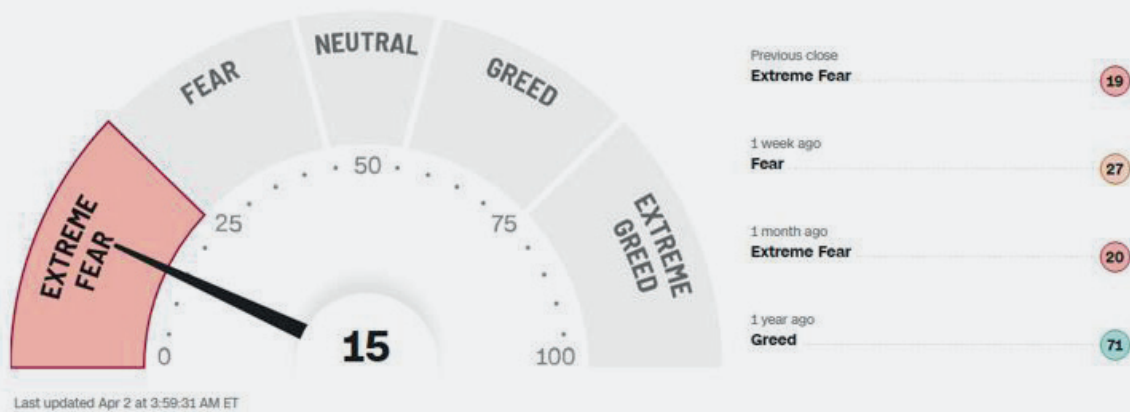 EXTREME
FEAR
FEAR
NEUTRAL
GREED
EXTREME
GREED
0
25
50
75
100
15
Last updated Apr 2 at 3:59:31 AM ET
Previous close
Extreme Fear
19
1 week ago
Fear
27
1 month ago
Extreme Fear
20
1 year ago
Greed
71